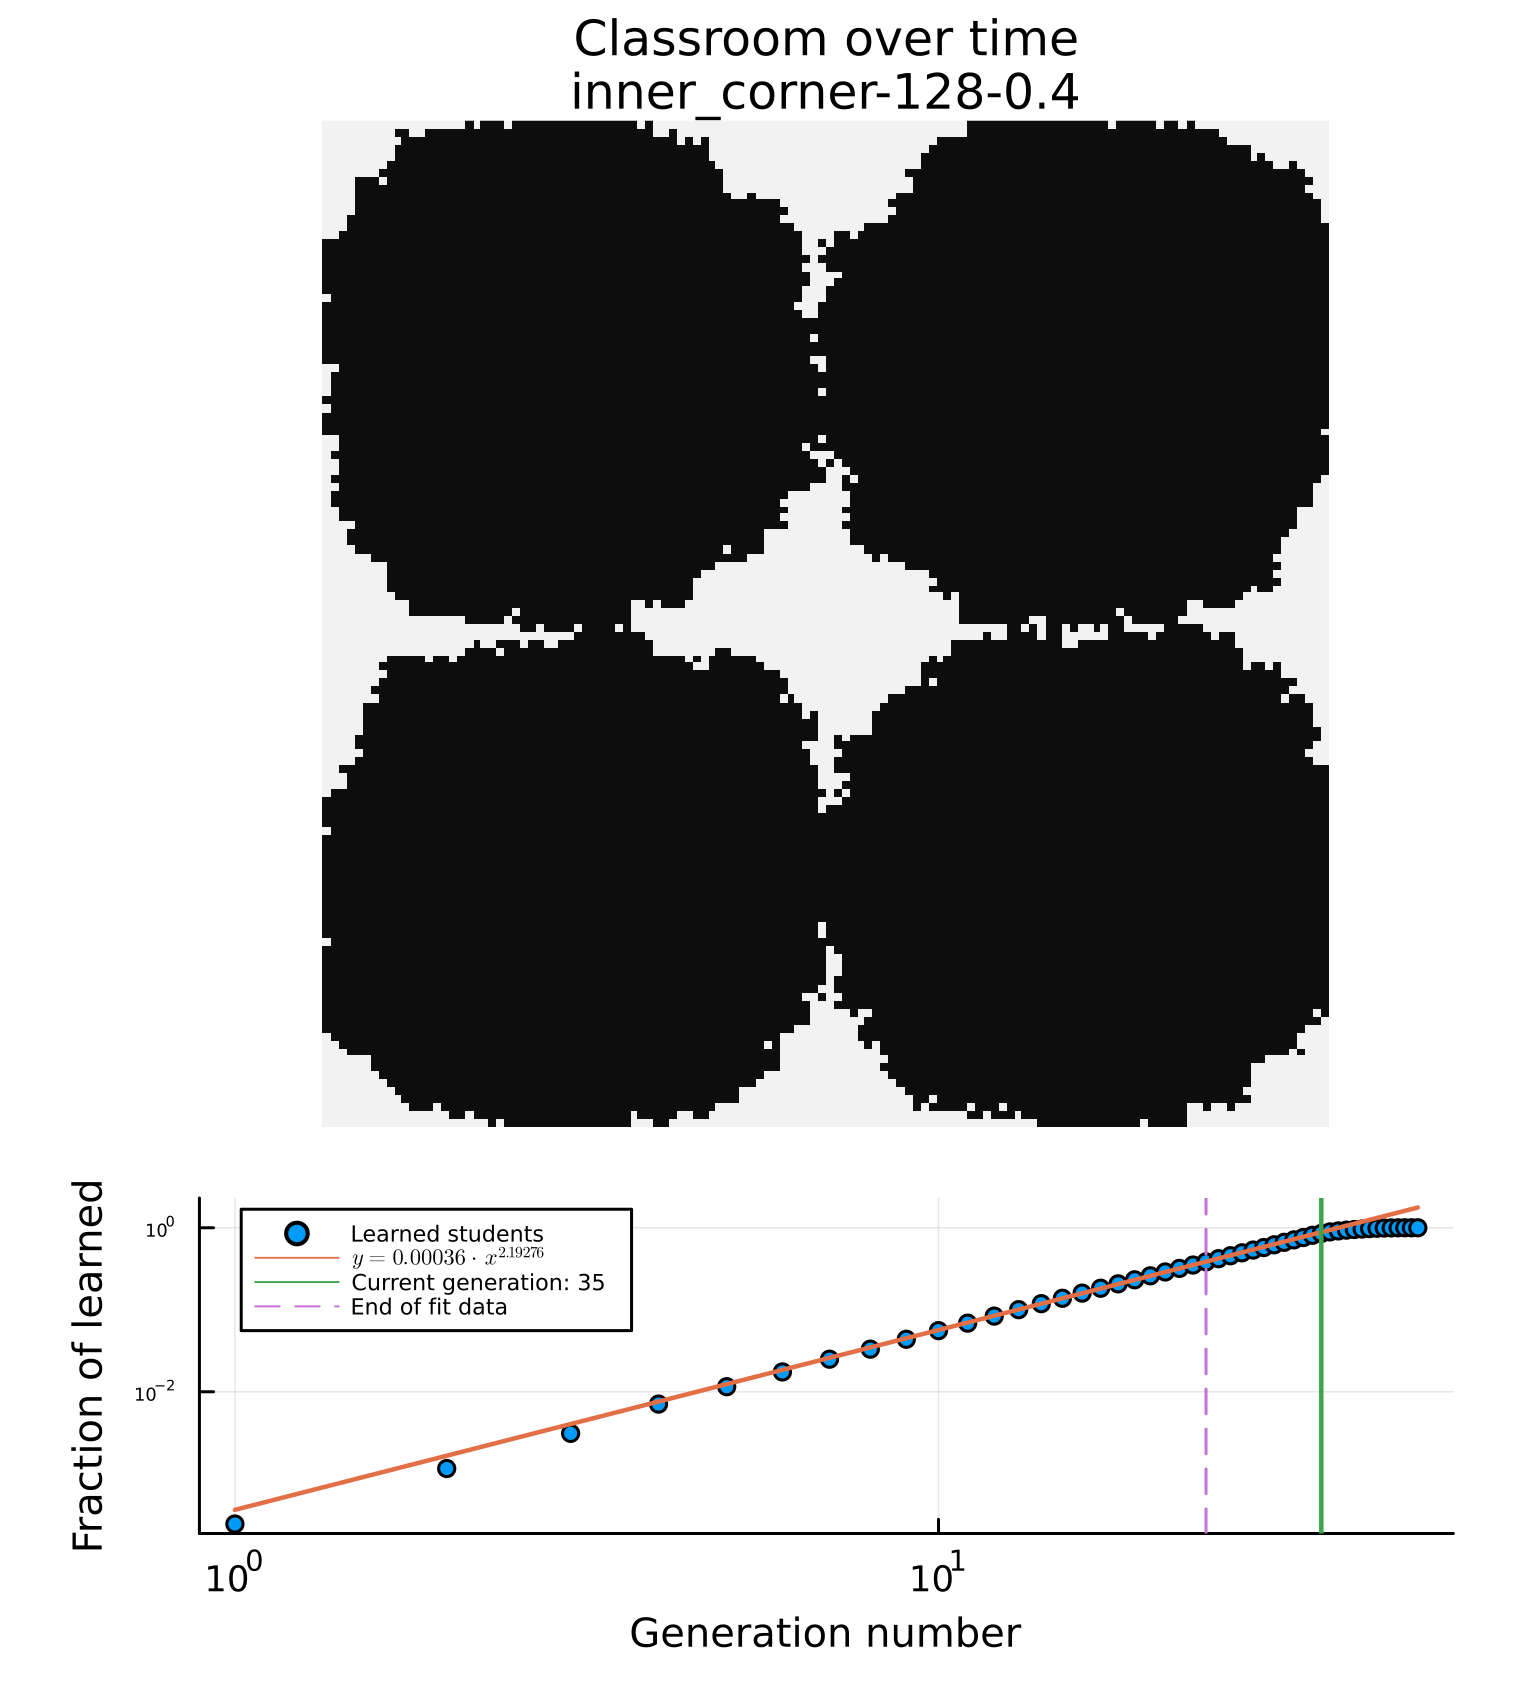 Classroom over time
inner_corner-128-0.4
Fraction of learned
10^0
10^−2
Learned students
y = 0.00036 · x^2.19276
Current generation: 35
End of fit data
10^0
10^1
Generation number